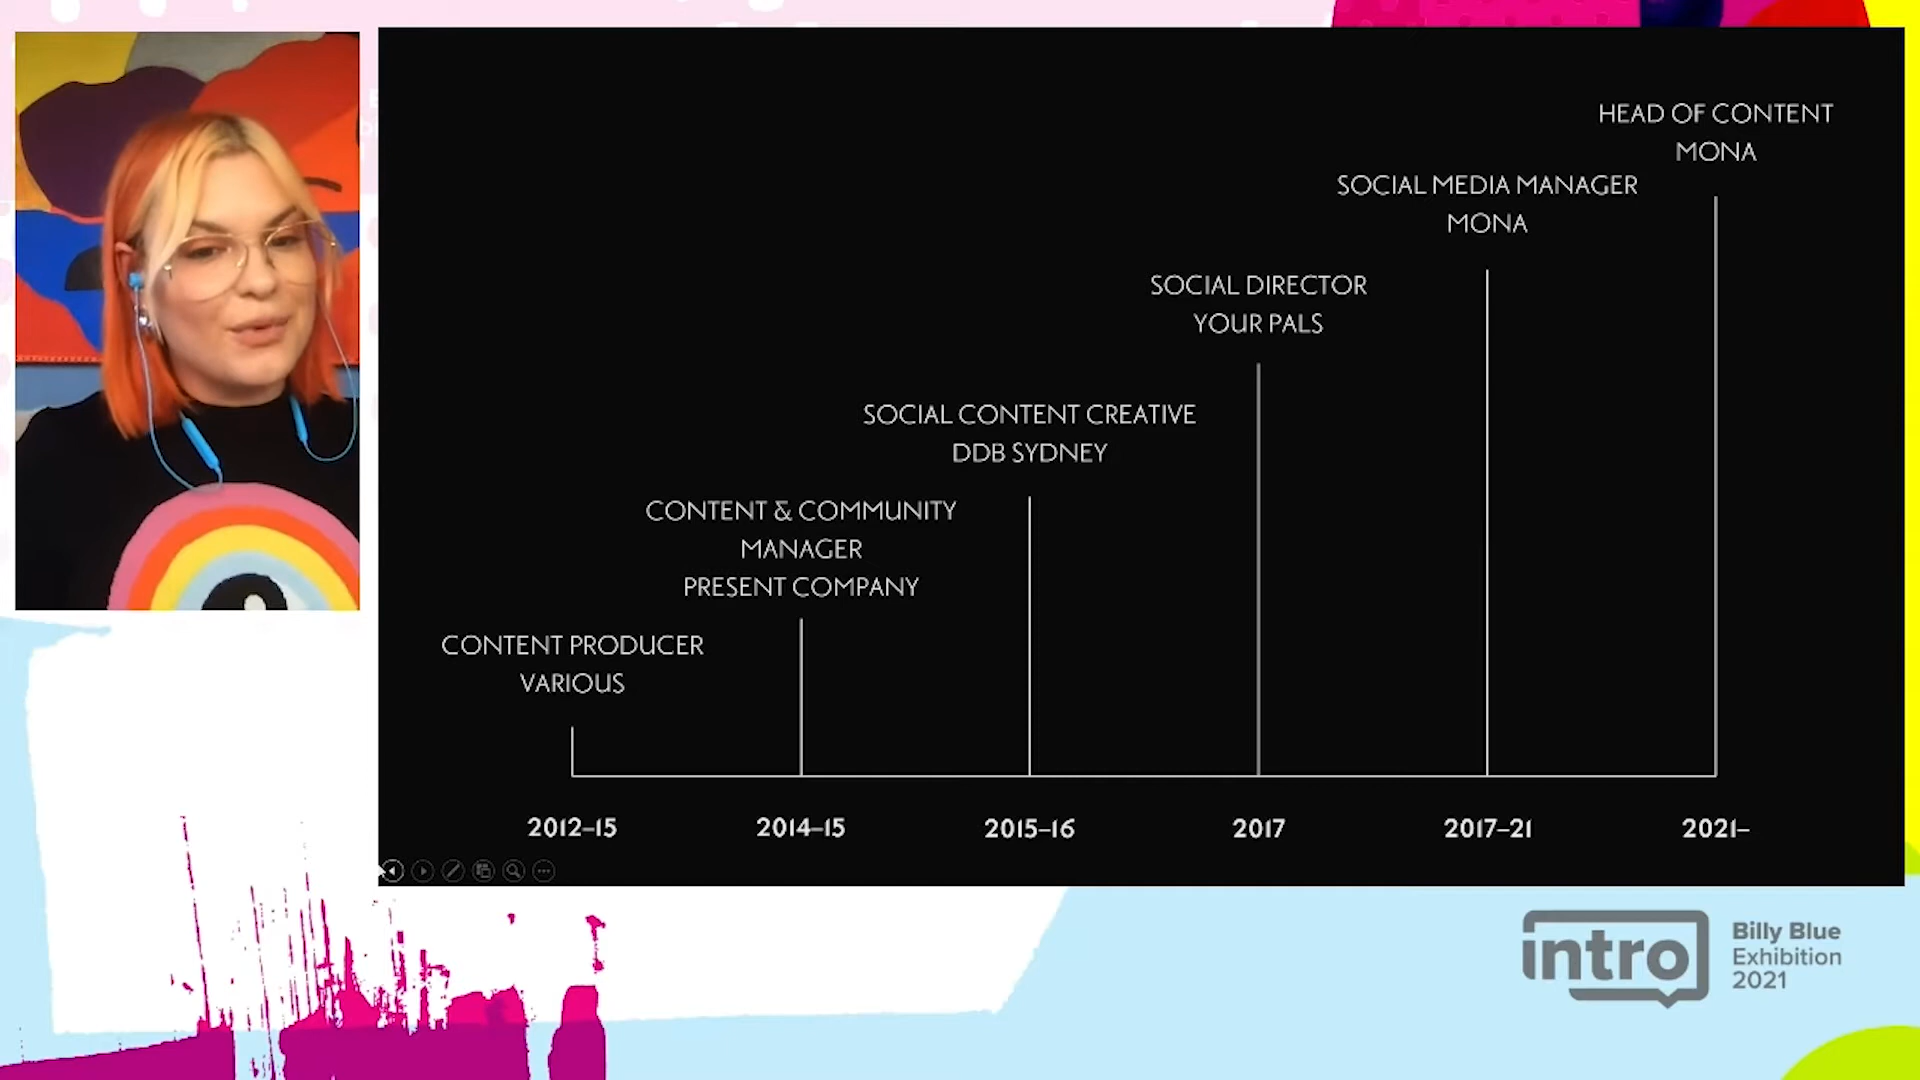 HEAD OF CONTENT
MONA
SOCIAL MEDIA MANAGER
MONA
SOCIAL DIRECTOR
YOUR PALS
SOCIAL CONTENT CREATIVE
DDB SYDNEY
CONTENT & COMMUNITY
MANAGER
PRESENT COMPANY
CONTENT PRODUCER
VARIOUS
2012–15
2014–15
2015–16
2017
2017–21
2021–
intro
Billy Blue
Exhibition
2021